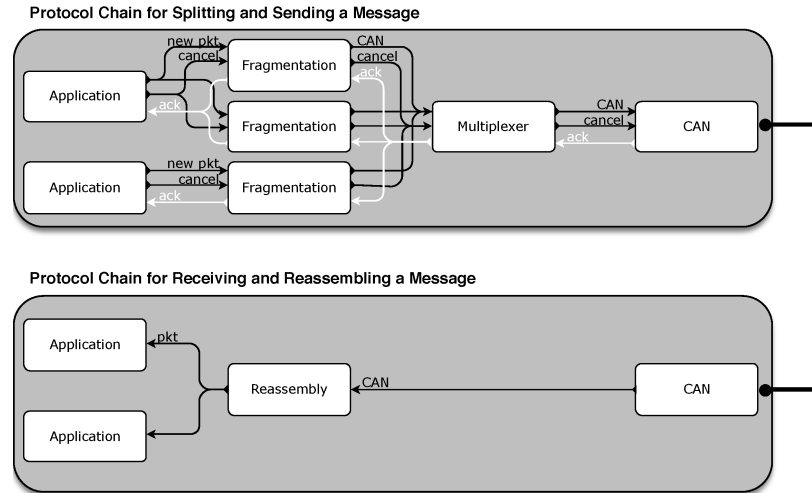 Protocol Chain for Splitting and Sending a Message
new pkt
cancel
ack
Application
Fragmentation
CAN
cancel
ack
Fragmentation
Multiplexer
CAN
cancel
ack
CAN
Application
new pkt
cancel
ack
Fragmentation
Protocol Chain for Receiving and Reassembling a Message
Application
pkt
Reassembly
CAN
CAN
Application